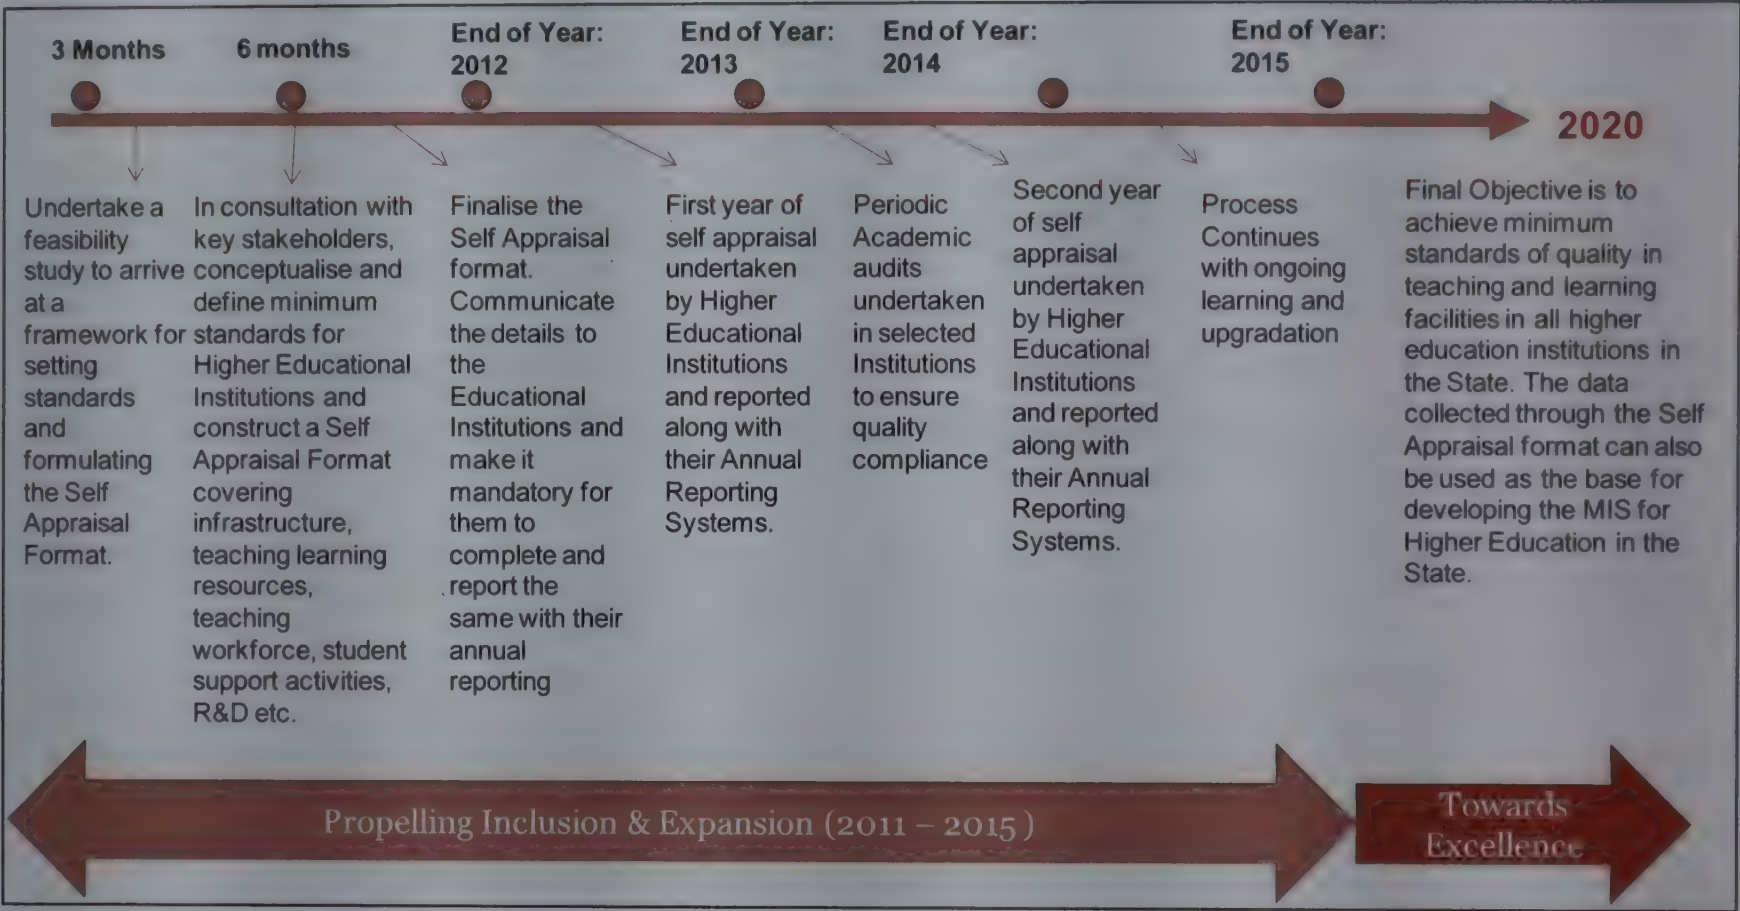 3 Months
6 months
End of Year:
2012
End of Year:
2013
End of Year:
2014
End of Year:
2015
2020
Undertake a
feasibility
study to arrive
at a
framework for
setting
standards
and
formulating
the Self
Appraisal
Format.
In consultation with
key stakeholders,
conceptualise and
define minimum
standards for
Higher Educational
Institutions and
construct a Self
Appraisal Format
covering
infrastructure,
teaching learning
resources,
teaching
workforce, student
support activities,
R&D etc.
Finalise the
Self Appraisal
format.
Communicate
the details to
the
Educational
Institutions and
make it
mandatory for
them to
complete and
report the
same with their
annual
reporting
First year of
self appraisal
undertaken
by Higher
Educational
Institutions
and reported
along with
their Annual
Reporting
Systems.
Periodic
Academic
audits
undertaken
in selected
Institutions
to ensure
quality
compliance
Second year
of self
appraisal
undertaken
by Higher
Educational
Institutions
and reported
along with
their Annual
Reporting
Systems.
Process
Continues
with ongoing
learning and
upgradation
Final Objective is to
achieve minimum
standards of quality in
teaching and learning
facilities in all higher
education institutions in
the State. The data
collected through the Self
Appraisal format can also
be used as the base for
developing the MIS for
Higher Education in the
State.
Propelling Inclusion & Expansion (2011 – 2015 )
Towards
Excellence